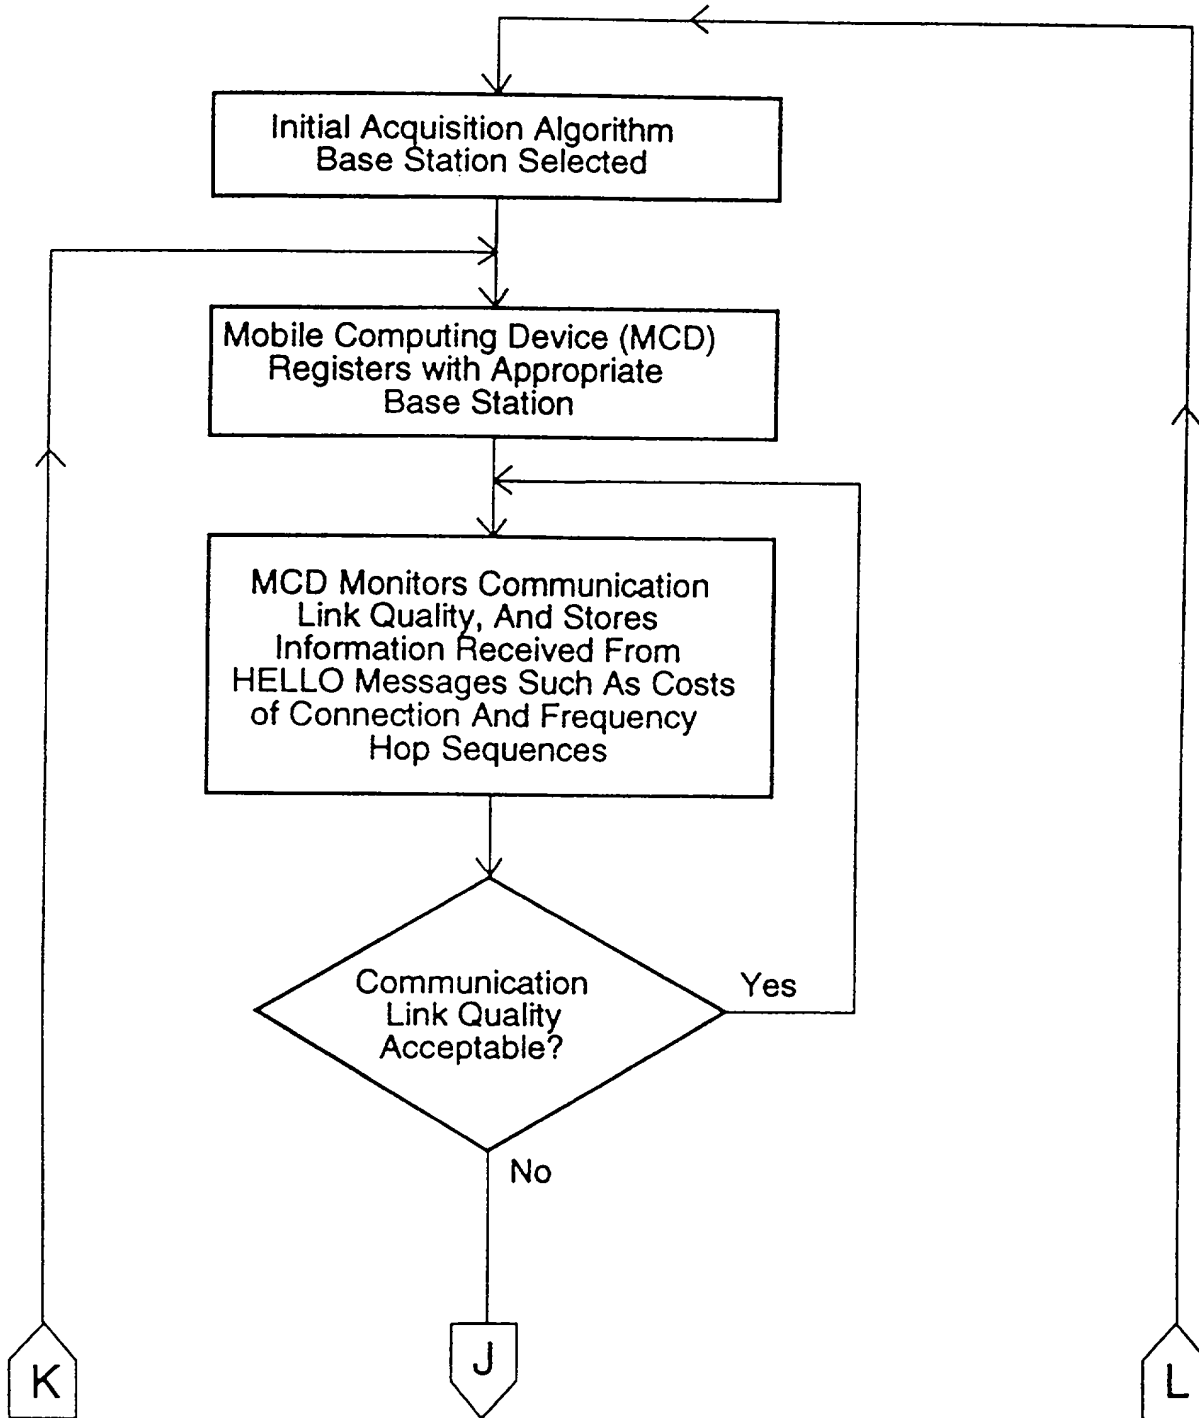 Initial Acquisition Algorithm
Base Station Selected
Mobile Computing Device (MCD)
Registers with Appropriate
Base Station
MCD Monitors Communication
Link Quality, And Stores
Information Received From
HELLO Messages Such As Costs
of Connection And Frequency
Hop Sequences
Communication
Link Quality
Acceptable?
Yes
No
K
J
L